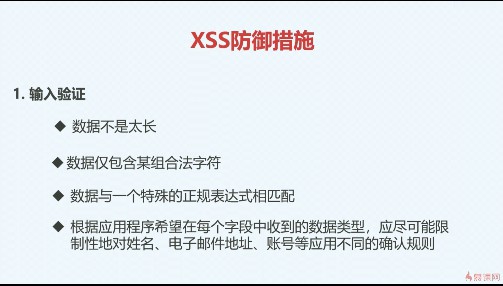 XSS防御措施
1. 输入验证
◆ 数据不是太长
◆ 数据仅包含某组合法字符
◆ 数据与一个特殊的正规表达式相匹配
◆ 根据应用程序希望在每个字段中收到的数据类型，应尽可能限
制性地对姓名、电子邮件地址、账号等应用不同的确认规则
慕课网